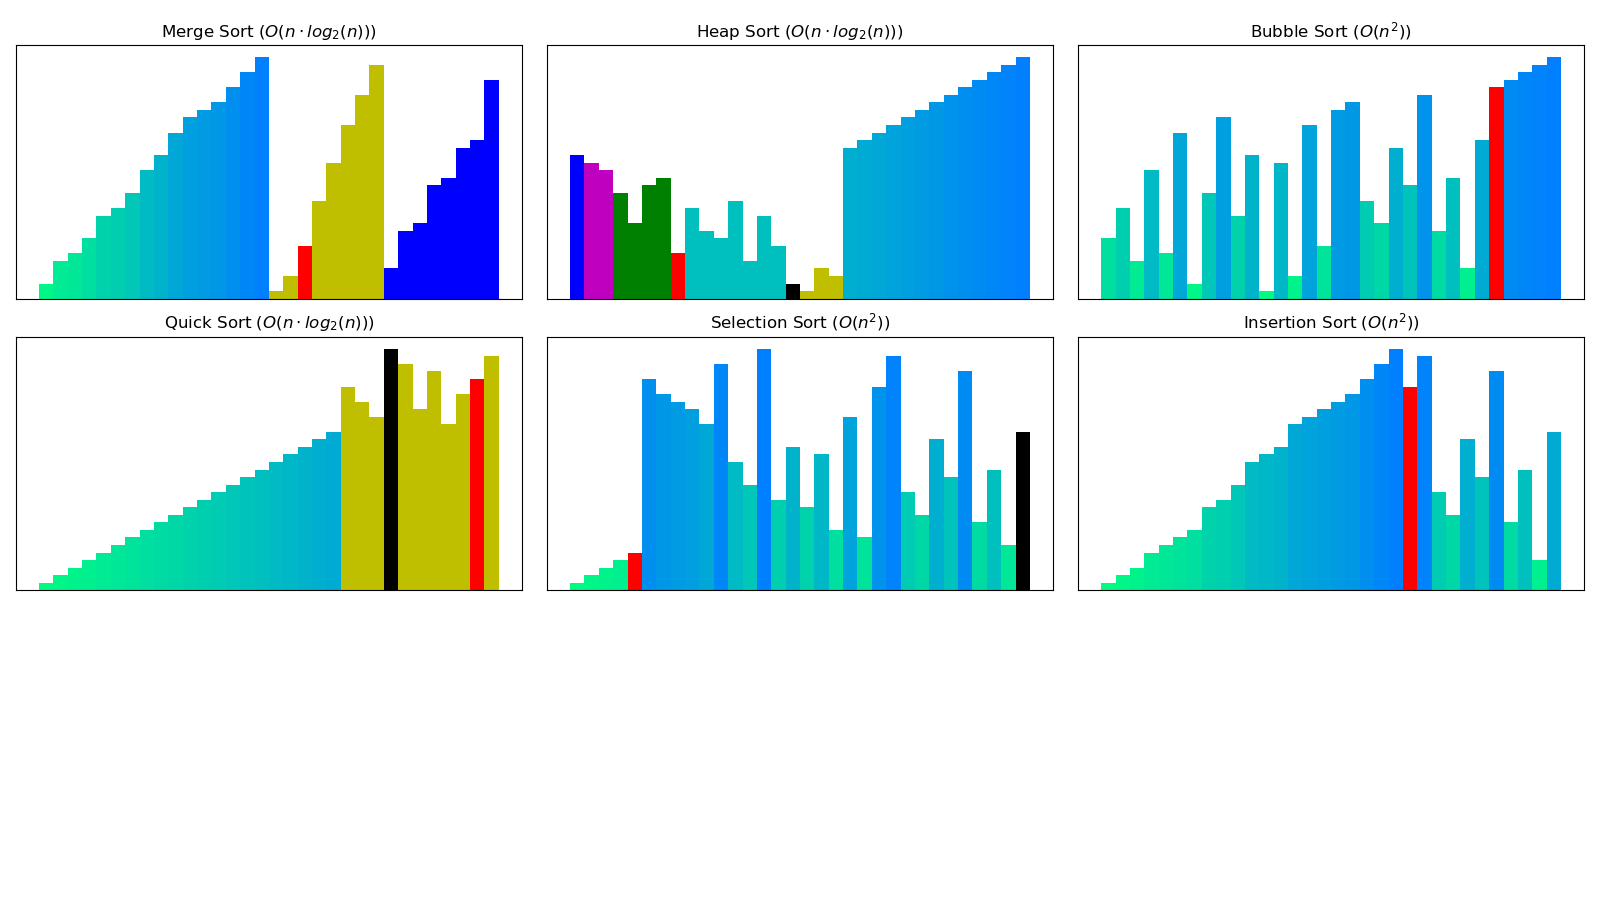 Merge Sort (O(n · log₂(n)))
Heap Sort (O(n · log₂(n)))
Bubble Sort (O(n²))
Quick Sort (O(n · log₂(n)))
Selection Sort (O(n²))
Insertion Sort (O(n²))